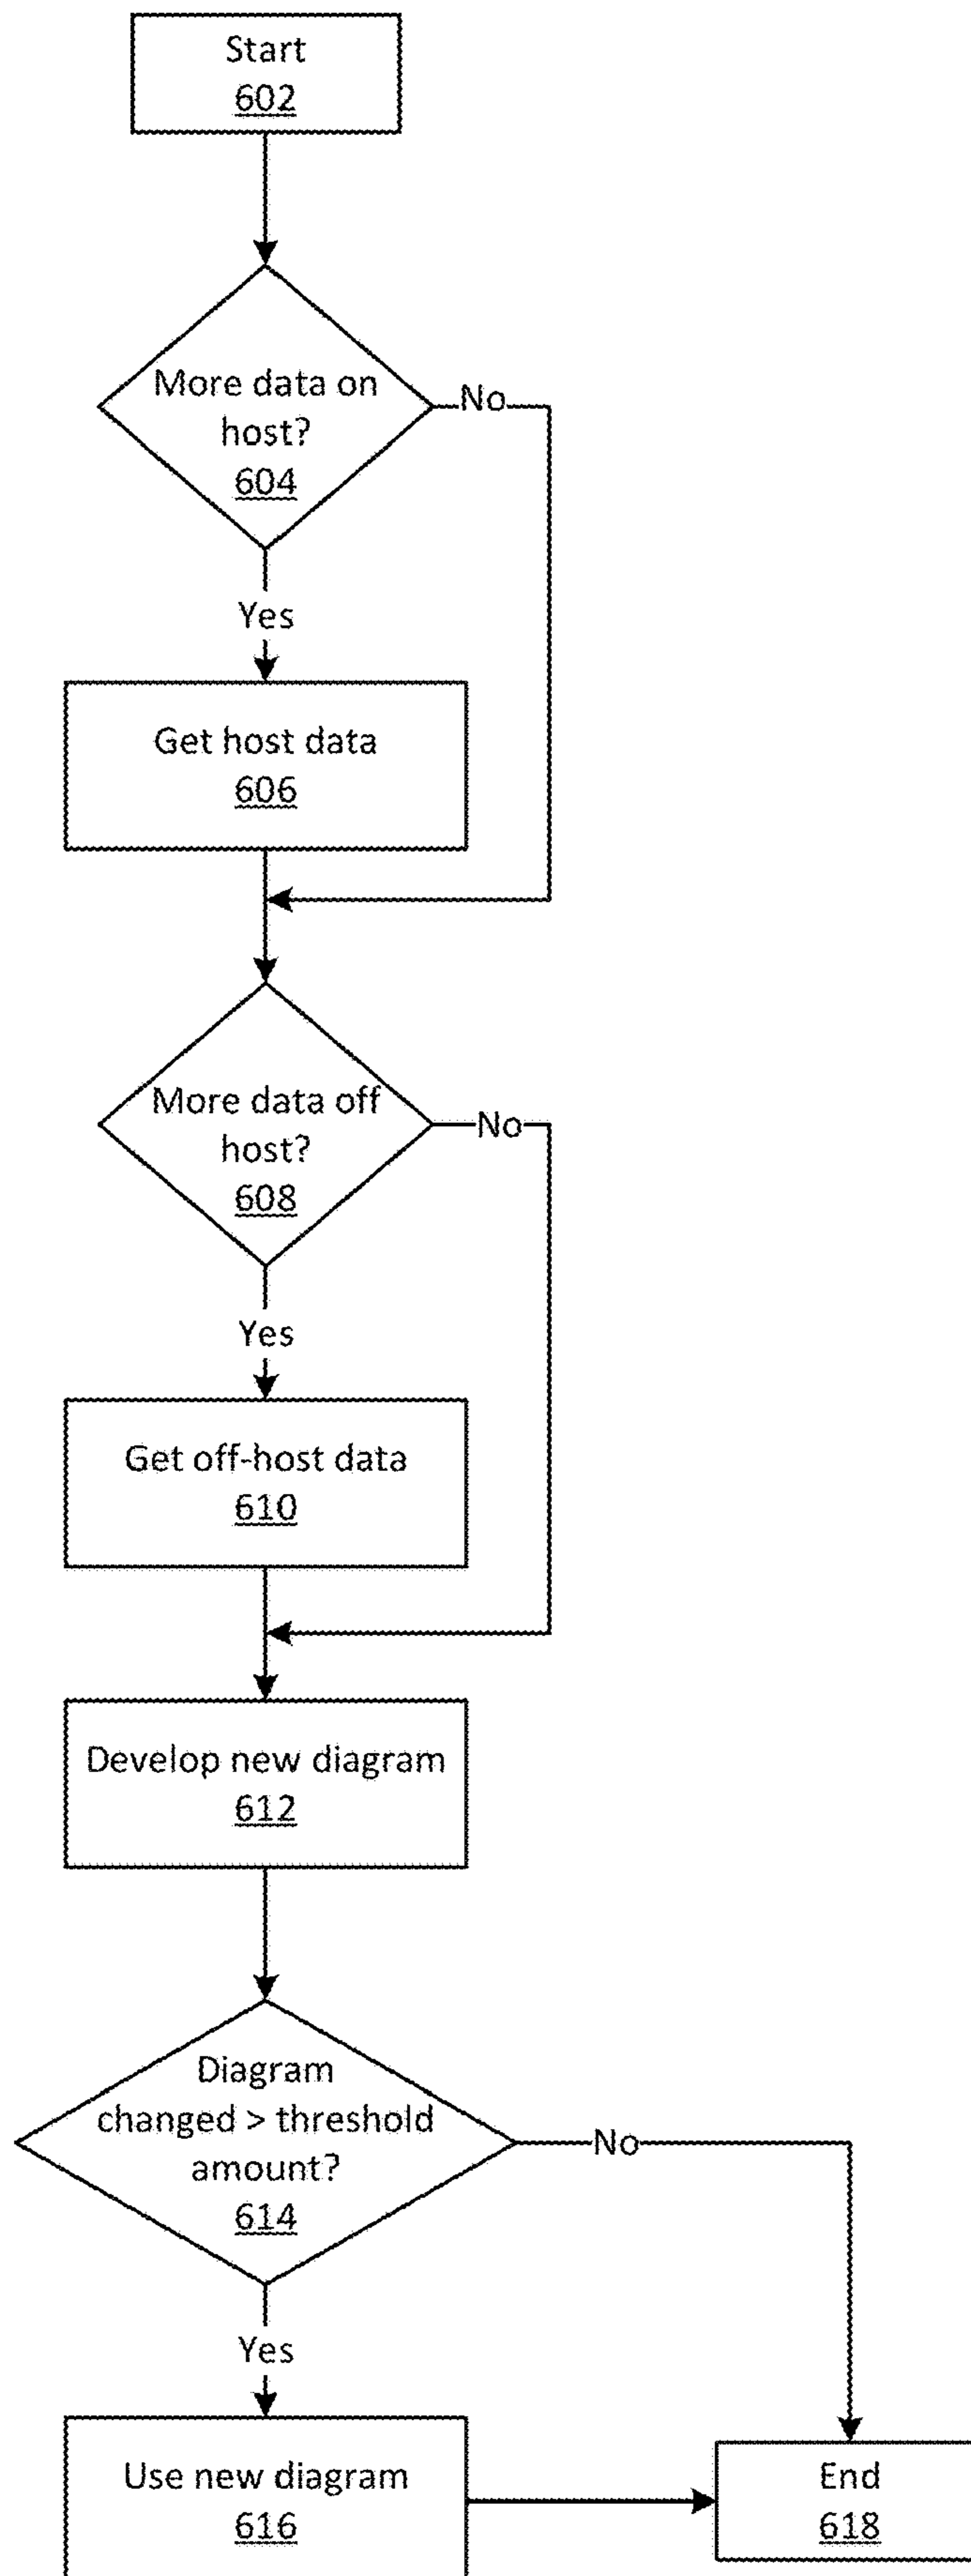 Start
602
More data on
host?
604
No
Yes
Get host data
606
More data off
host?
608
No
Yes
Get off-host data
610
Develop new diagram
612
Diagram
changed > threshold
amount?
614
No
Yes
Use new diagram
616
End
618